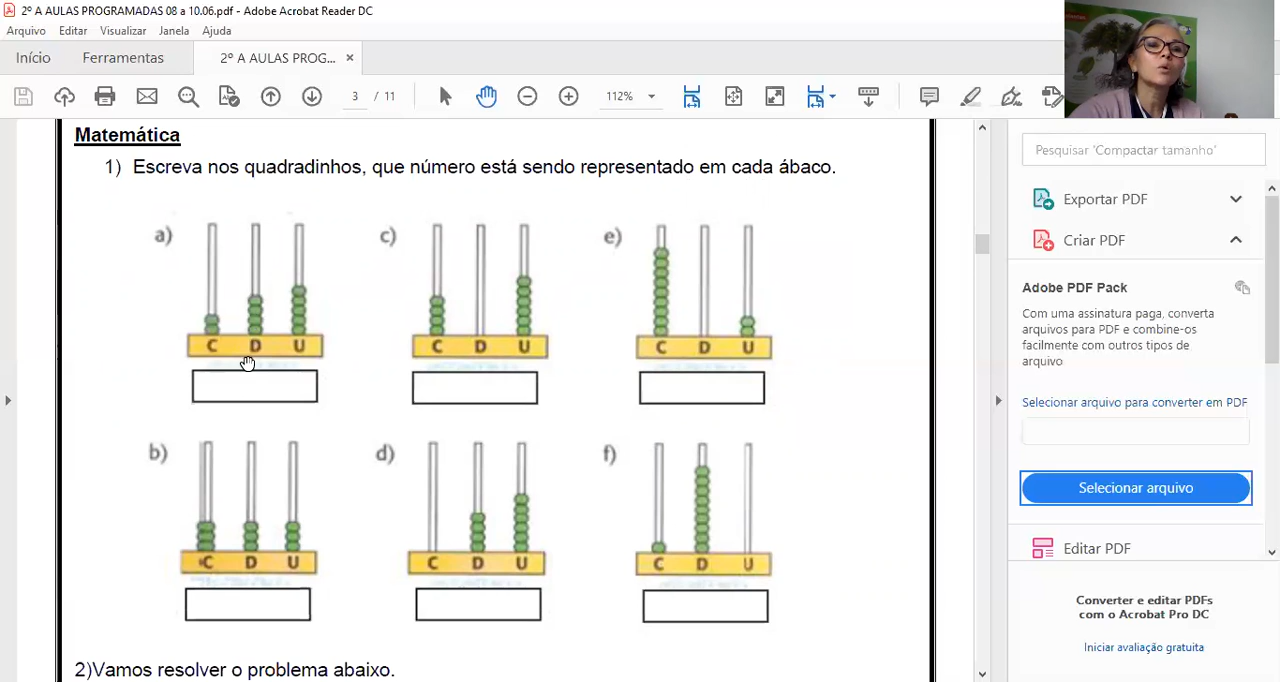 2º A AULAS PROGRAMADAS 08 a 10.06.pdf - Adobe Acrobat Reader DC
Arquivo Editar Visualizar Janela Ajuda
Início Ferramentas 2º A AULAS PROG... ×
3 / 11 112%
Matemática
1) Escreva nos quadradinhos, que número está sendo representado em cada ábaco.
a) c) e)
C D U C D U C D U
b) d) f)
C D U C D U C D U
2)Vamos resolver o problema abaixo.
Pesquisar 'Compactar tamanho'
Exportar PDF
Criar PDF
Adobe PDF Pack
Com uma assinatura paga, converta
arquivos para PDF e combine-os
facilmente com outros tipos de
arquivo
Selecionar arquivo para converter em PDF
Selecionar arquivo
Editar PDF
Converter e editar PDFs
com o Acrobat Pro DC
Iniciar avaliação gratuita